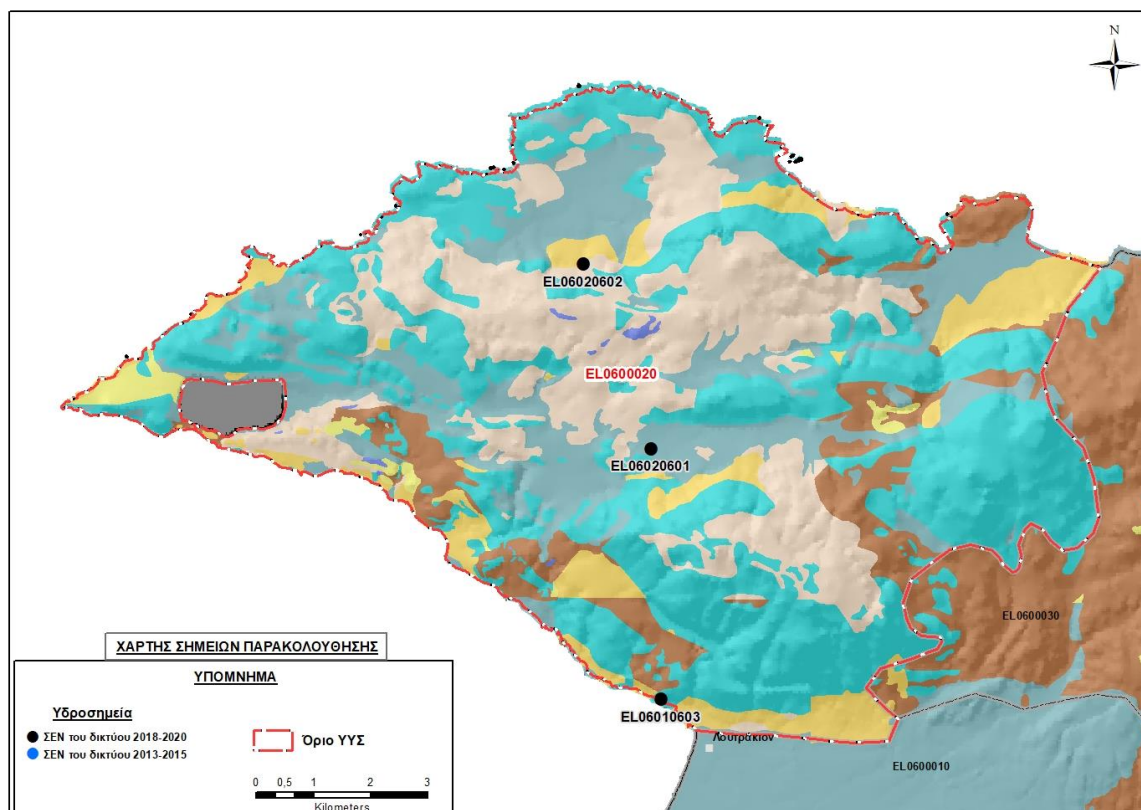 N
EL06020602
EL0600020
EL06020601
EL0600030
EL06010603
Λουτράκιον
EL0600010
ΧΑΡΤΗΣ ΣΗΜΕΙΩΝ ΠΑΡΑΚΟΛΟΥΘΗΣΗΣ
ΥΠΟΜΝΗΜΑ
Υδροσημεία
ΣΕΝ του δικτύου 2018-2020
ΣΕΝ του δικτύου 2013-2015
Όριο ΥΥΣ
0 0,5 1 2 3
Kilometers